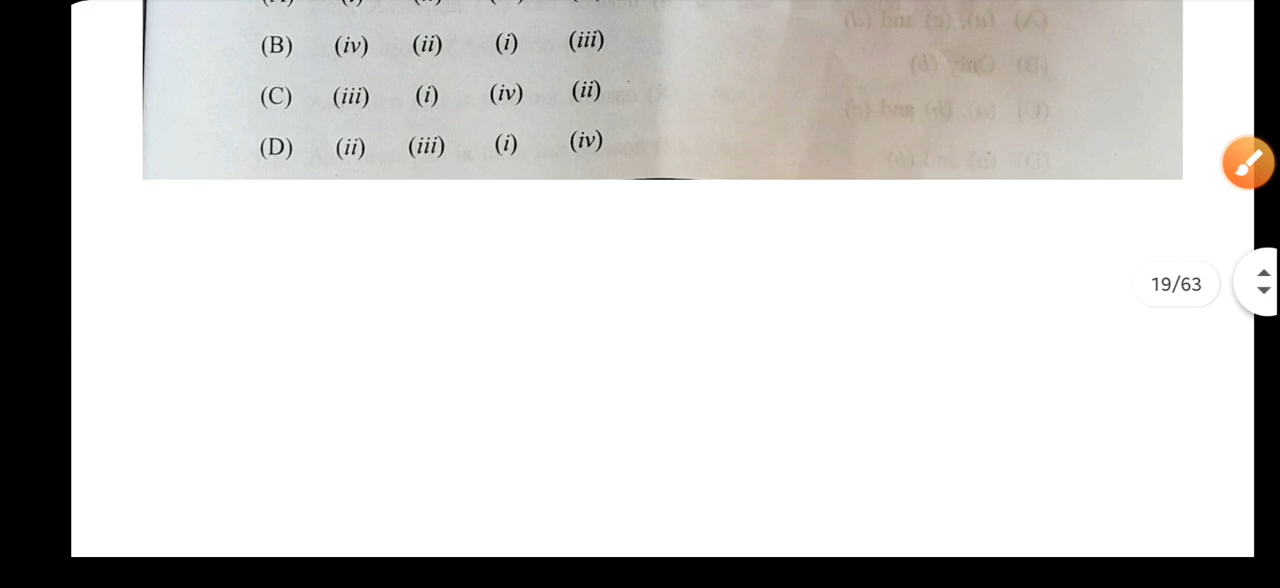 (B) (iv) (ii) (i) (iii)
(C) (iii) (i) (iv) (ii)
(D) (ii) (iii) (i) (iv)
19/63